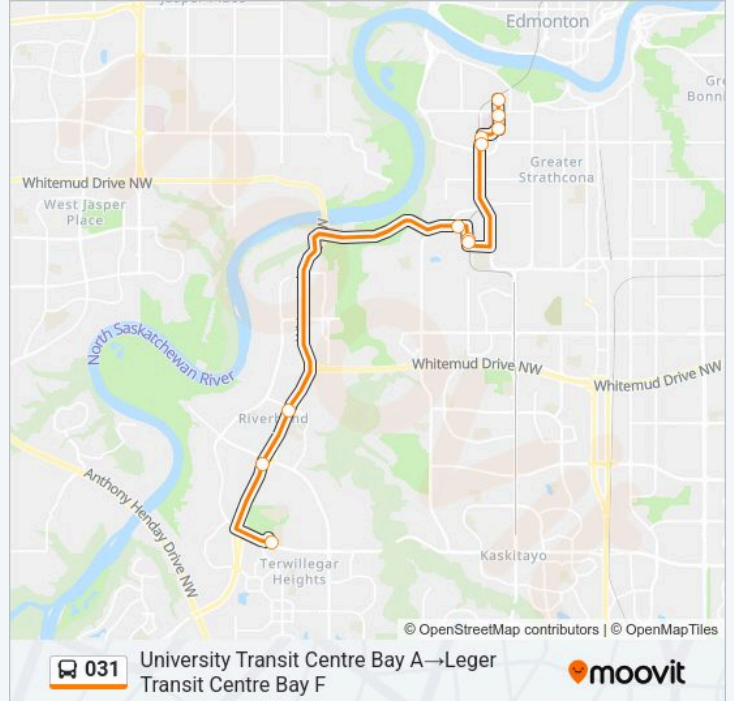 Jasper Place
Edmonton
Gre
Bonni
Greater
Strathcona
Whitemud Drive NW
West Jasper
Place
North Saskatchewan River
Whitemud Drive NW
Whitemud Drive NW
Riverbend
Anthony Henday Drive NW
Kaskitayo
Terwillegar
Heights
© OpenStreetMap contributors | © OpenMapTiles
031
University Transit Centre Bay A→Leger
Transit Centre Bay F
moovit